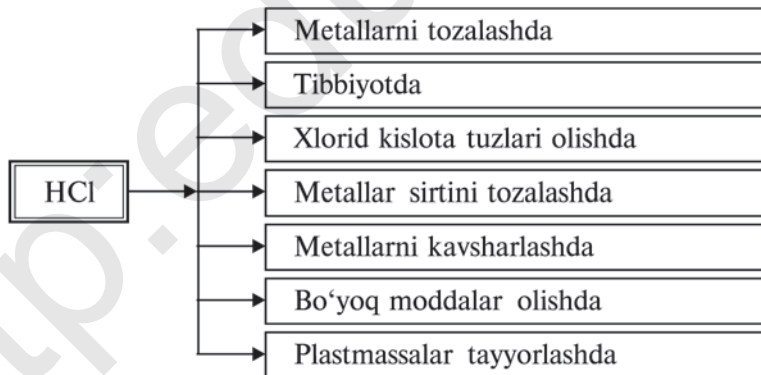 Metallarni tozalashda
Tibbiyotda
Xlorid kislota tuzlari olishda
HCl
Metallar sirtini tozalashda
Metallarni kavsharlashda
Bo‘yoq moddalar olishda
Plastmassalar tayyorlashda